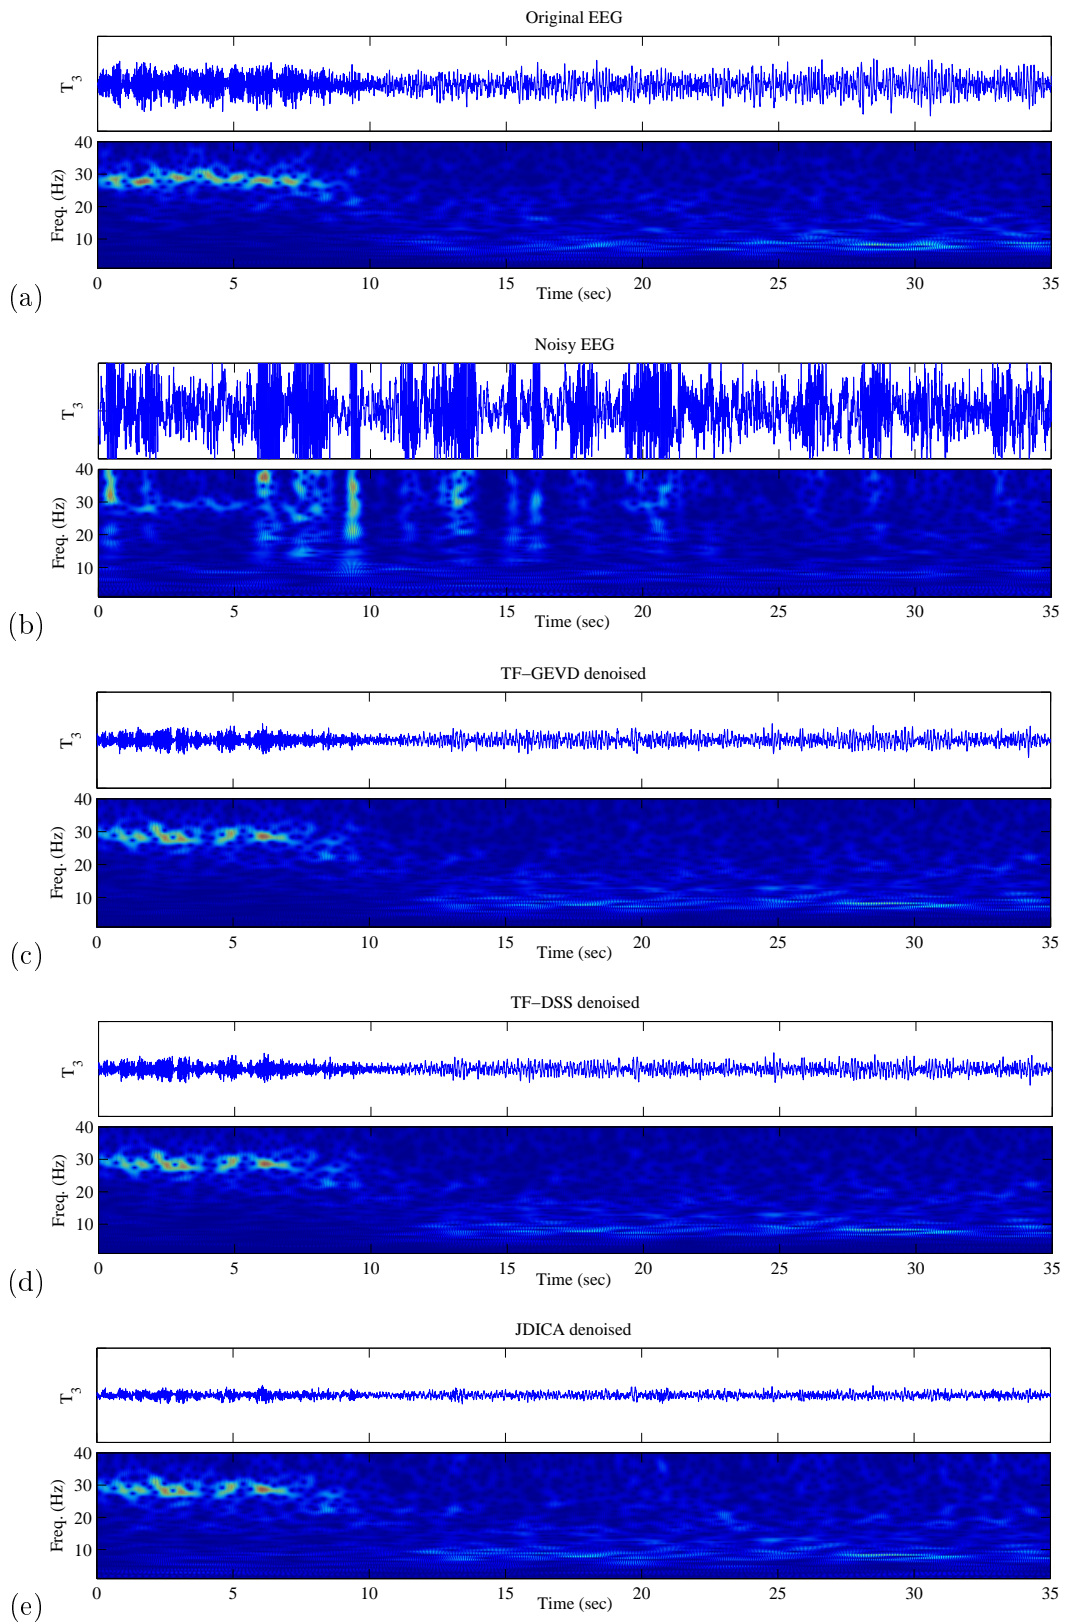 Original EEG
T3
40
30
20
10
Freq. (Hz)
0 5 10 15 20 25 30 35
Time (sec)
(a)
Noisy EEG
T3
40
30
20
10
Freq. (Hz)
0 5 10 15 20 25 30 35
Time (sec)
(b)
TF−GEVD denoised
T3
40
30
20
10
Freq. (Hz)
0 5 10 15 20 25 30 35
Time (sec)
(c)
TF−DSS denoised
T3
40
30
20
10
Freq. (Hz)
0 5 10 15 20 25 30 35
Time (sec)
(d)
JDICA denoised
T3
40
30
20
10
Freq. (Hz)
0 5 10 15 20 25 30 35
Time (sec)
(e)